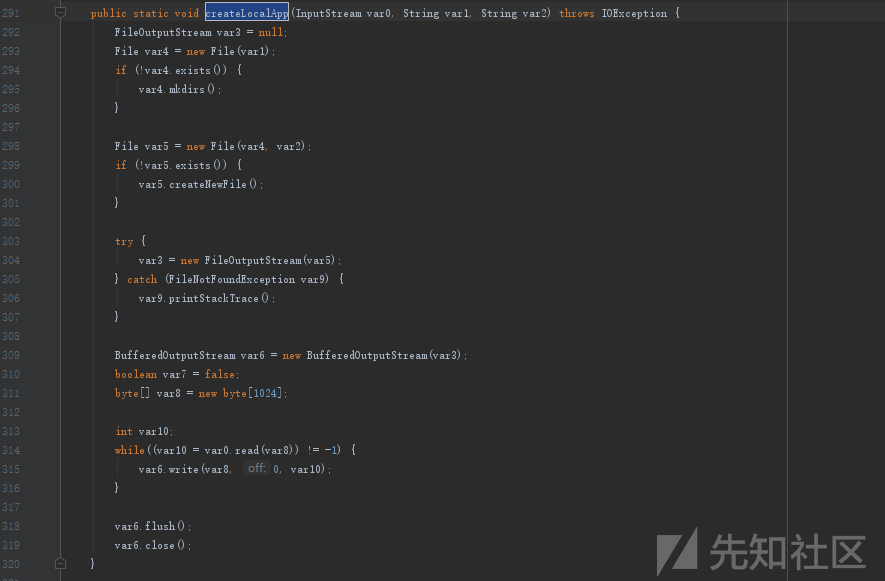 291 public static void createLocalApp(InputStream var0, String var1, String var2) throws IOException {
292 FileOutputStream var3 = null;
293 File var4 = new File(var1);
294 if (!var4.exists()) {
295 var4.mkdirs();
296 }
297
298 File var5 = new File(var4, var2);
299 if (!var5.exists()) {
300 var5.createNewFile();
301 }
302
303 try {
304 var3 = new FileOutputStream(var5);
305 } catch (FileNotFoundException var9) {
306 var9.printStackTrace();
307 }
308
309 BufferedOutputStream var6 = new BufferedOutputStream(var3);
310 boolean var7 = false;
311 byte[] var8 = new byte[1024];
312
313 int var10;
314 while((var10 = var0.read(var8)) != -1) {
315 var6.write(var8, off: 0, var10);
316 }
317
318 var6.flush();
319 var6.close();
320 }
先知社区